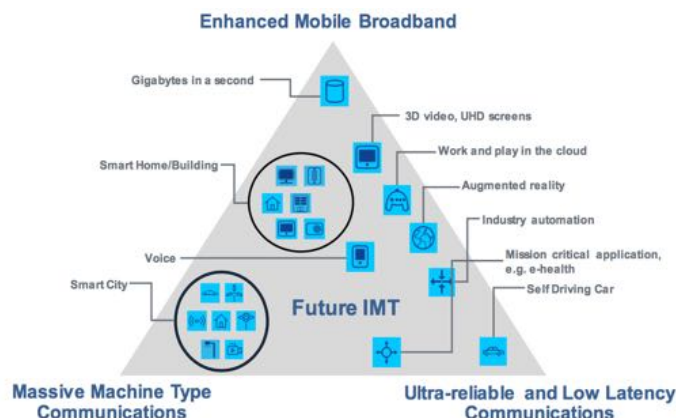 Enhanced Mobile Broadband
Gigabytes in a second
3D video, UHD screens
Smart Home/Building
Work and play in the cloud
Augmented reality
Industry automation
Voice
Mission critical application,
e.g. e-health
Smart City
Self Driving Car
Future IMT
Massive Machine Type
Communications
Ultra-reliable and Low Latency
Communications